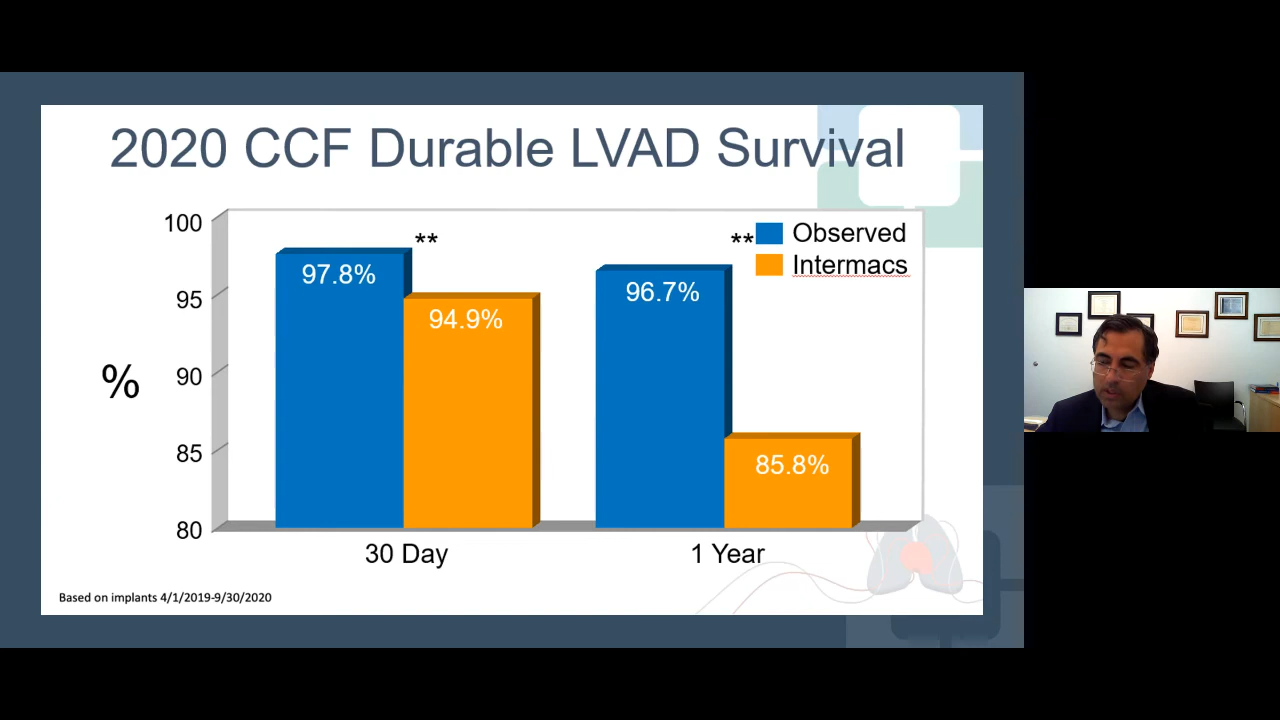 2020 CCF Durable LVAD Survival
100
95
90
85
80
%
**
**
Observed
Intermacs
97.8%
94.9%
96.7%
85.8%
30 Day
1 Year
Based on implants 4/1/2019-9/30/2020